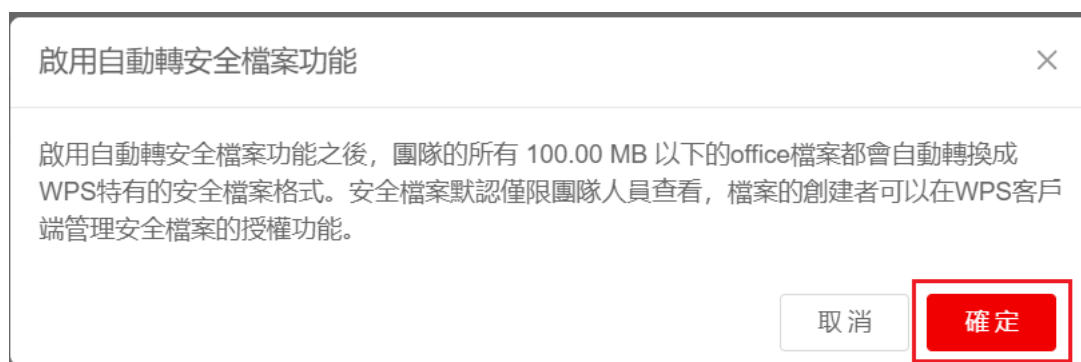 啟用自動轉安全檔案功能
啟用自動轉安全檔案功能之後，團隊的所有 100.00 MB 以下的office檔案都會自動轉換成
WPS特有的安全檔案格式。安全檔案默認僅限團隊人員查看，檔案的創建者可以在WPS客戶
端管理安全檔案的授權功能。
取消 確定